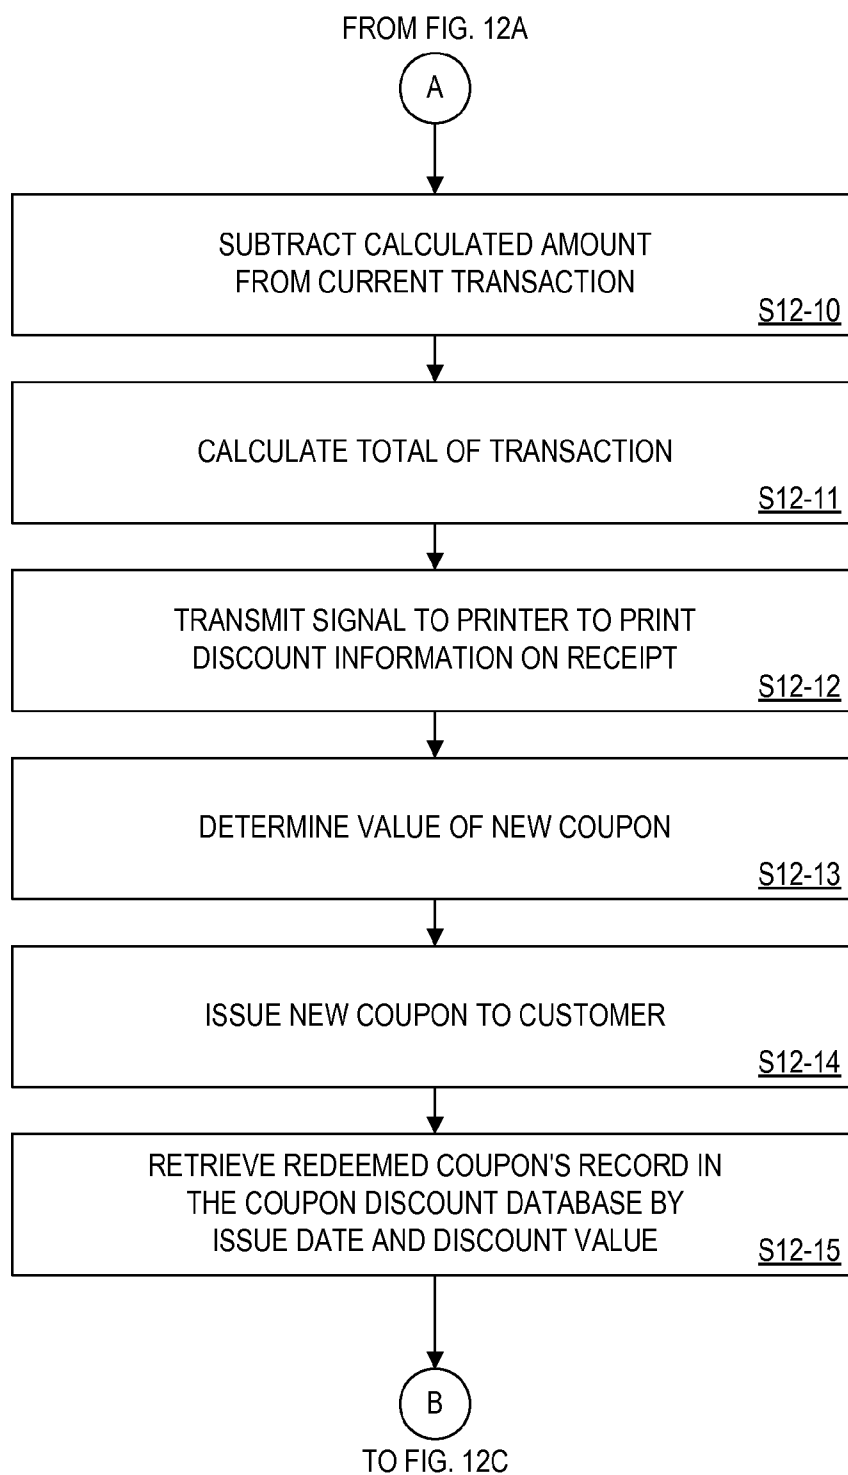 FROM FIG. 12A
A
SUBTRACT CALCULATED AMOUNT
FROM CURRENT TRANSACTION
S12-10
CALCULATE TOTAL OF TRANSACTION
S12-11
TRANSMIT SIGNAL TO PRINTER TO PRINT
DISCOUNT INFORMATION ON RECEIPT
S12-12
DETERMINE VALUE OF NEW COUPON
S12-13
ISSUE NEW COUPON TO CUSTOMER
S12-14
RETRIEVE REDEEMED COUPON'S RECORD IN
THE COUPON DISCOUNT DATABASE BY
ISSUE DATE AND DISCOUNT VALUE
S12-15
B
TO FIG. 12C